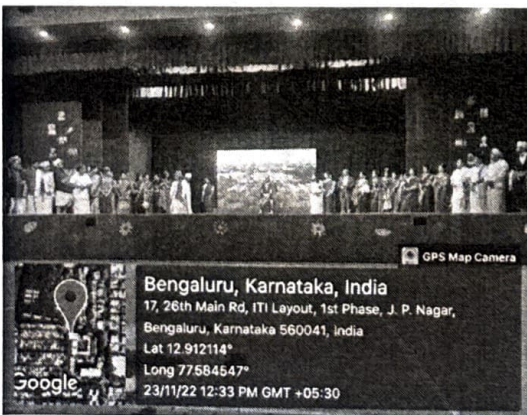 GPS Map Camera
Bengaluru, Karnataka, India
17, 26th Main Rd, ITI Layout, 1st Phase, J. P. Nagar,
Bengaluru, Karnataka 560041, India
Lat 12.912114°
Long 77.584547°
23/11/22 12:33 PM GMT +05:30
Google